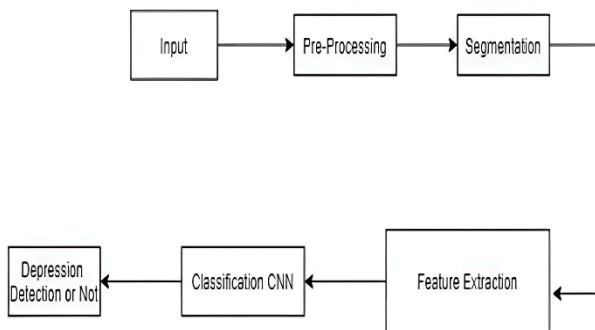 Input
Pre-Processing
Segmentation
Feature Extraction
Classification CNN
Depression
Detection or Not